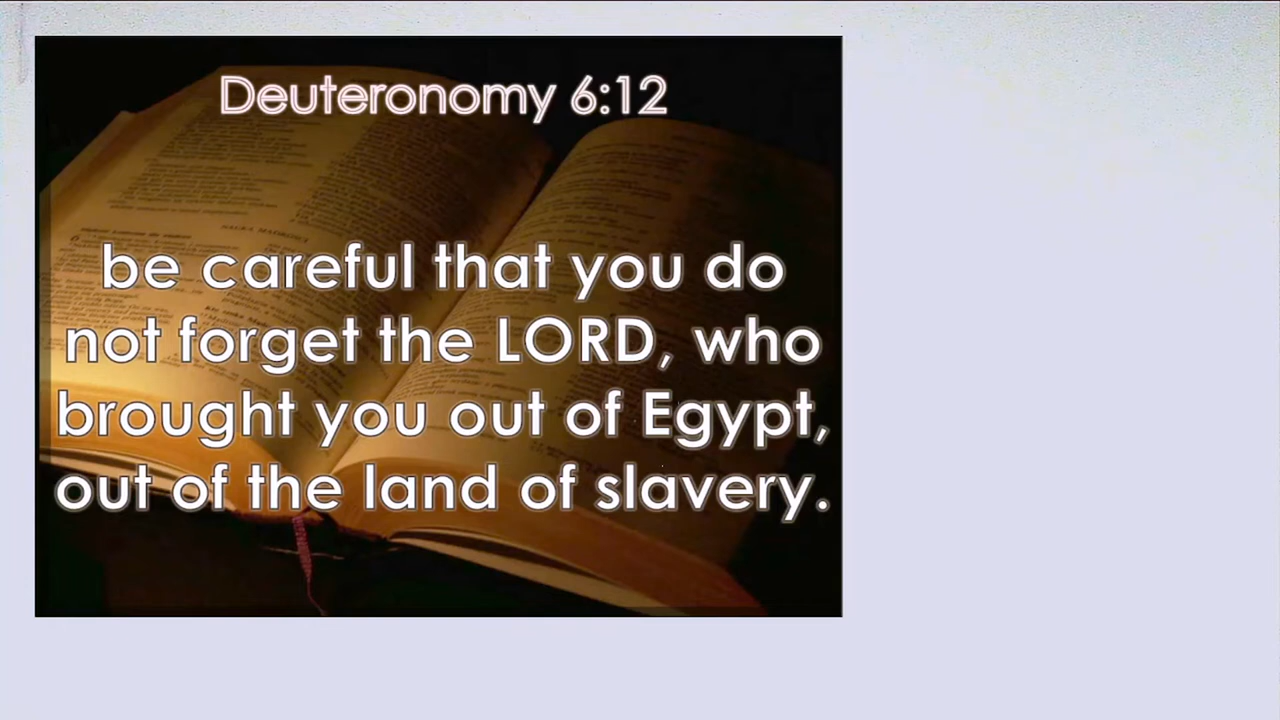 Deuteronomy 6:12
be careful that you do
not forget the LORD, who
brought you out of Egypt,
out of the land of slavery.